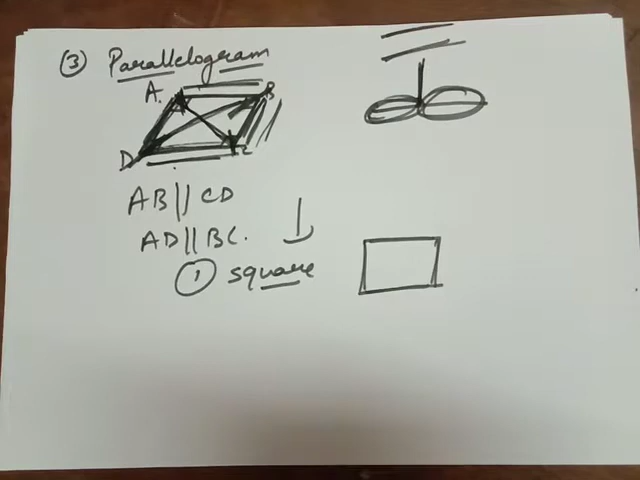 ③ Parallelogram
A B
D C
AB||CD
AD||BC.
① square